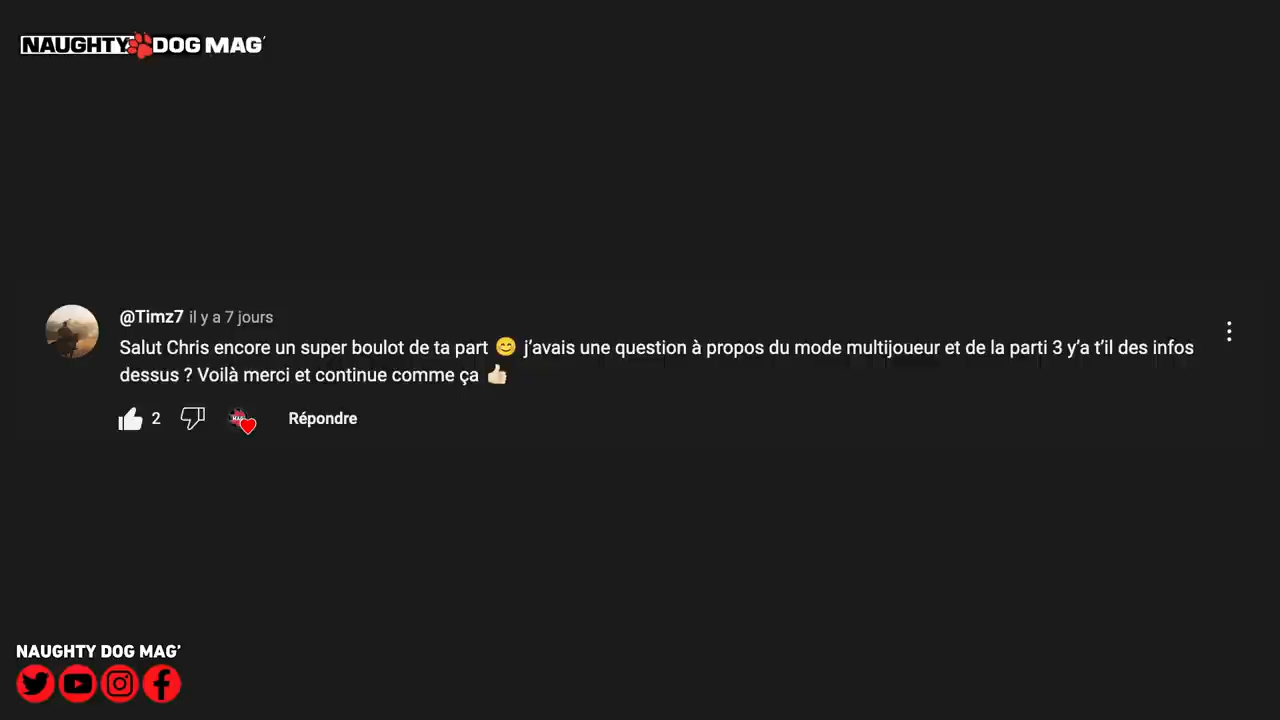 NAUGHTY DOG MAG'
@Timz7 il y a 7 jours
Salut Chris encore un super boulot de ta part 😊 j'avais une question à propos du mode multijoueur et de la parti 3 y'a t'il des infos
dessus ? Voilà merci et continue comme ça 👍🏻
2 Répondre
NAUGHTY DOG MAG'